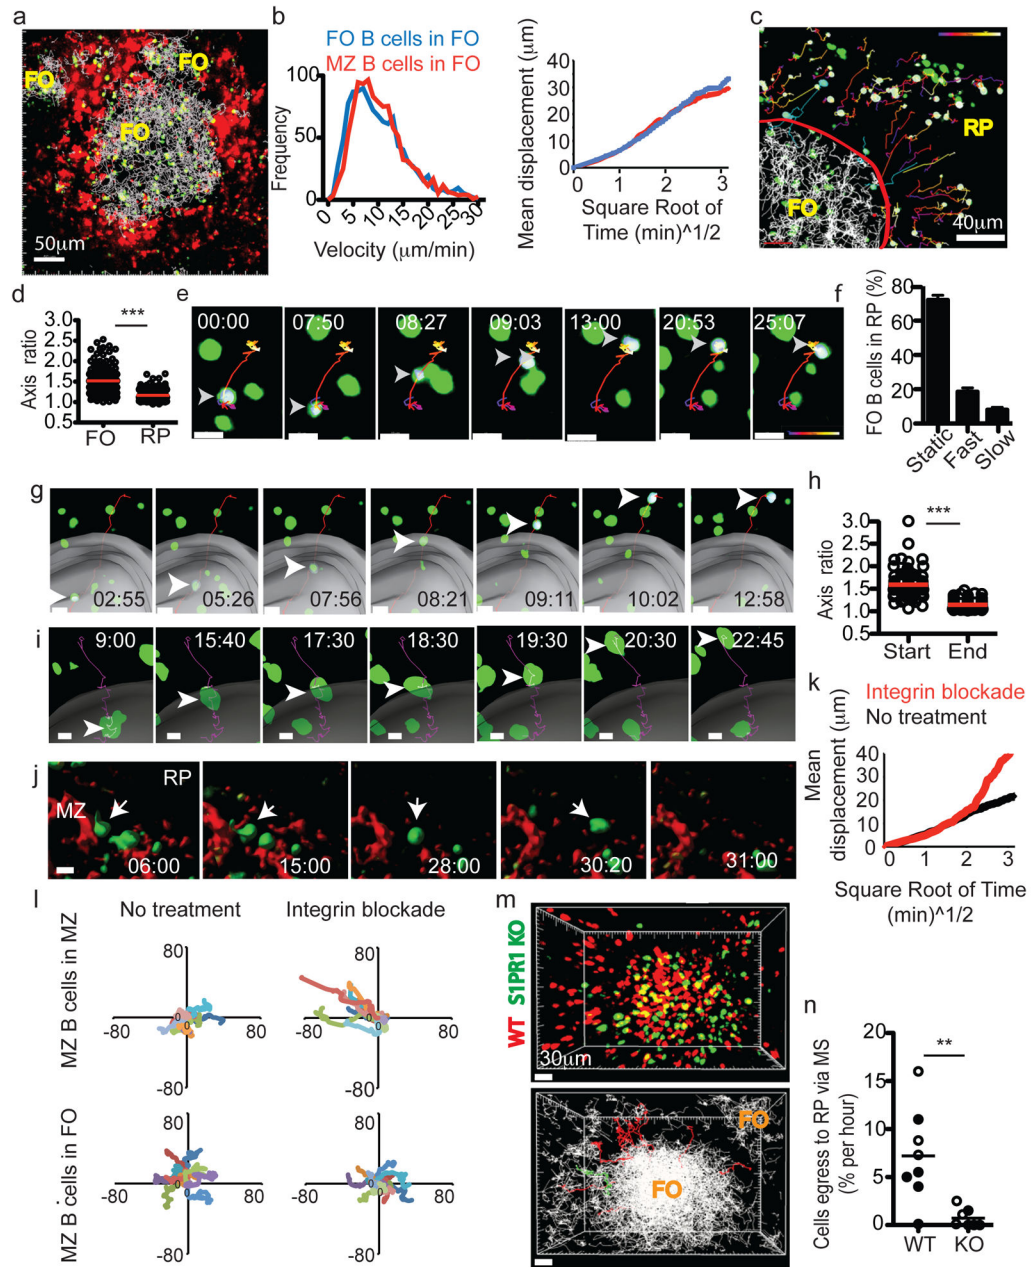 a
FO
FO
FO
50μm
b
FO B cells in FO
MZ B cells in FO
Frequency
100
50
0
0
5
10
15
20
25
30
Velocity (μm/min)
Mean displacement (μm)
40
30
20
10
0
0 1 2 3
Square Root of
Time (min)^1/2
c
RP
FO
40μm
d
***
Axis ratio
3.0
2.5
2.0
1.5
1.0
0.5
FO RP
e
00:00 07:50 08:27 09:03 13:00 20:53 25:07
f
FO B cells in RP (%)
80
60
40
20
0
Static
Fast
Slow
g
02:55 05:26 07:56 08:21 09:11 10:02 12:58
h
***
Axis ratio
3.0
2.5
2.0
1.5
1.0
0.5
Start End
i
9:00 15:40 17:30 18:30 19:30 20:30 22:45
j
RP
MZ
06:00 15:00 28:00 30:20 31:00
k
Integrin blockade
No treatment
Mean
displacement (μm)
40
30
20
10
0
0 1 2 3
Square Root of Time
(min)^1/2
l
No treatment Integrin blockade
MZ B cells in MZ
80 80
-80 0 80 -80 0 80
-80 -80
MZ B cells in FO
80 80
-80 0 80 -80 0 80
-80 -80
m
WT S1PR1 KO
30μm
FO
FO
n
**
Cells egress to RP via MS
(% per hour)
20
15
10
5
0
WT KO